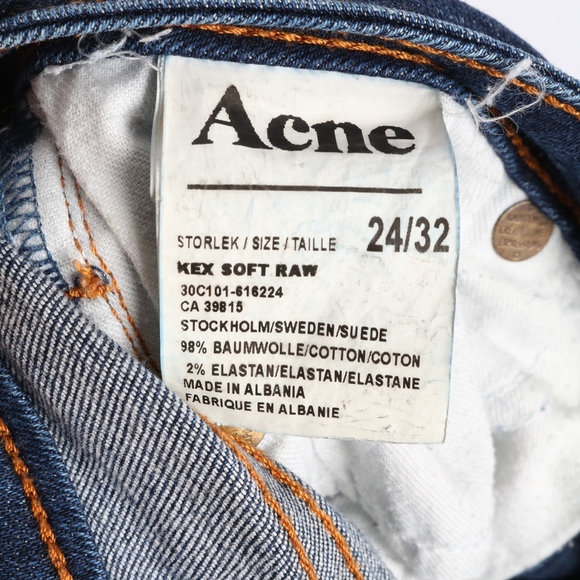 Acne
STORLEK / SIZE / TAILLE 24/32
KEX SOFT RAW
30C101-616224
CA 39815
STOCKHOLM/SWEDEN/SUEDE
98% BAUMWOLLE/COTTON/COTON
2% ELASTAN/ELASTAN/ELASTANE
MADE IN ALBANIA
FABRIQUE EN ALBANIE